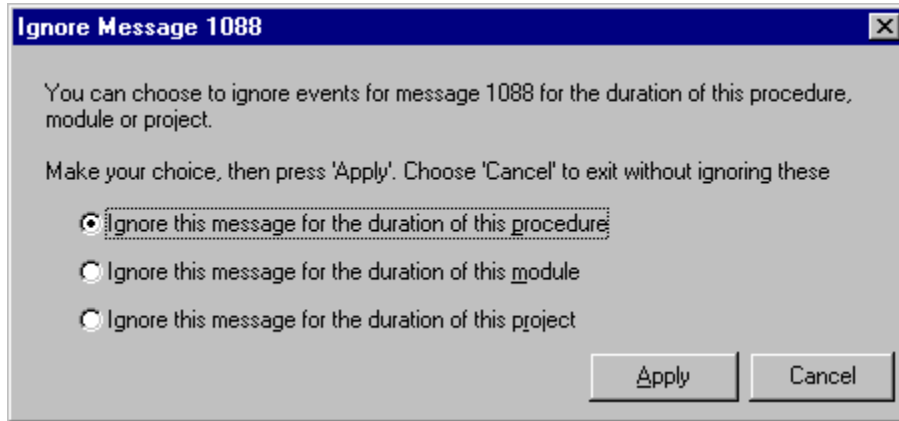 Ignore Message 1088
You can choose to ignore events for message 1088 for the duration of this procedure,
module or project.
Make your choice, then press 'Apply'. Choose 'Cancel' to exit without ignoring these
Ignore this message for the duration of this procedure
Ignore this message for the duration of this module
Ignore this message for the duration of this project
Apply Cancel